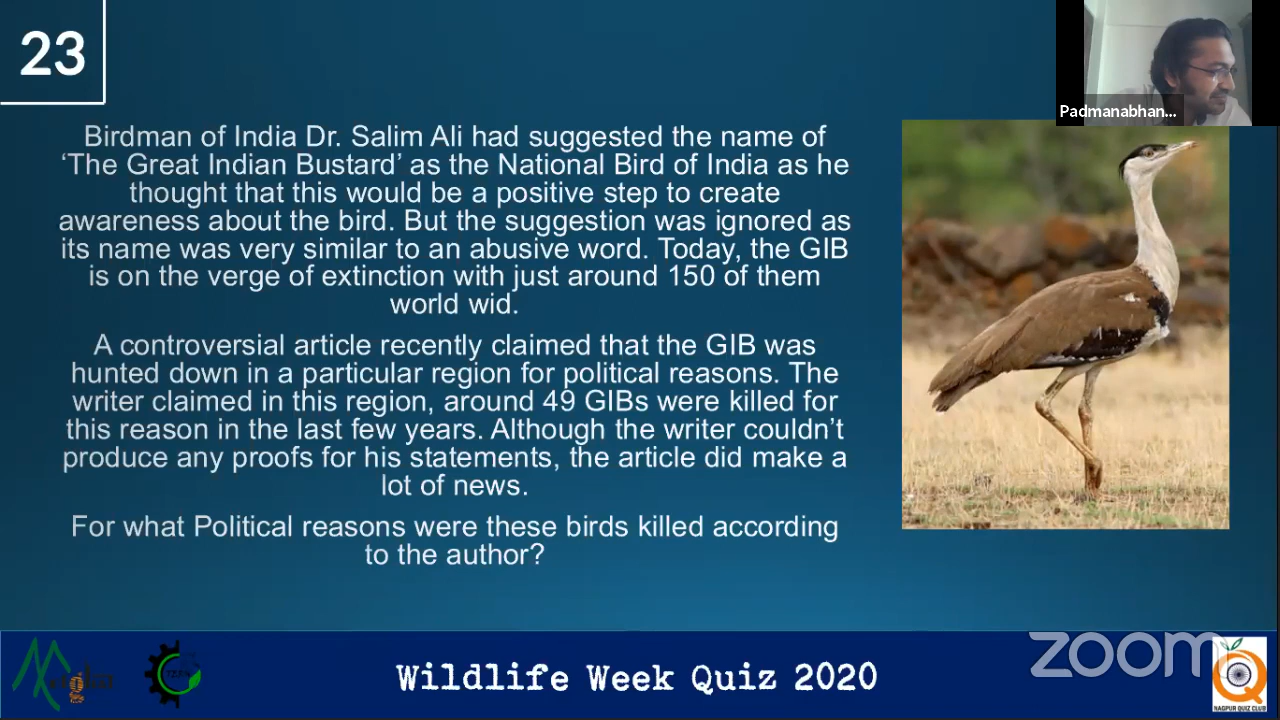 23
Padmanabhan...
Birdman of India Dr. Salim Ali had suggested the name of
‘The Great Indian Bustard’ as the National Bird of India as he
thought that this would be a positive step to create
awareness about the bird. But the suggestion was ignored as
its name was very similar to an abusive word. Today, the GIB
is on the verge of extinction with just around 150 of them
world wid.
A controversial article recently claimed that the GIB was
hunted down in a particular region for political reasons. The
writer claimed in this region, around 49 GIBs were killed for
this reason in the last few years. Although the writer couldn’t
produce any proofs for his statements, the article did make a
lot of news.
For what Political reasons were these birds killed according
to the author?
Wildlife Week Quiz 2020
zoom
NAGPUR QUIZ CLUB